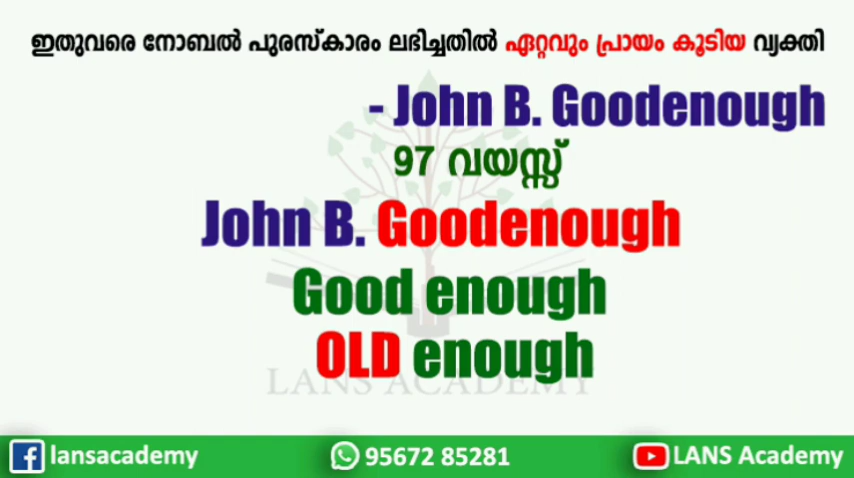 ഇതുവരെ നോബൽ പുരസ്കാരം ലഭിച്ചതിൽ ഏറ്റവും പ്രായം കൂടിയ വ്യക്തി
- John B. Goodenough
97 വയസ്സ്
John B. Goodenough
Good enough
OLD enough
LANS ACADEMY
lansacademy 95672 85281 LANS Academy